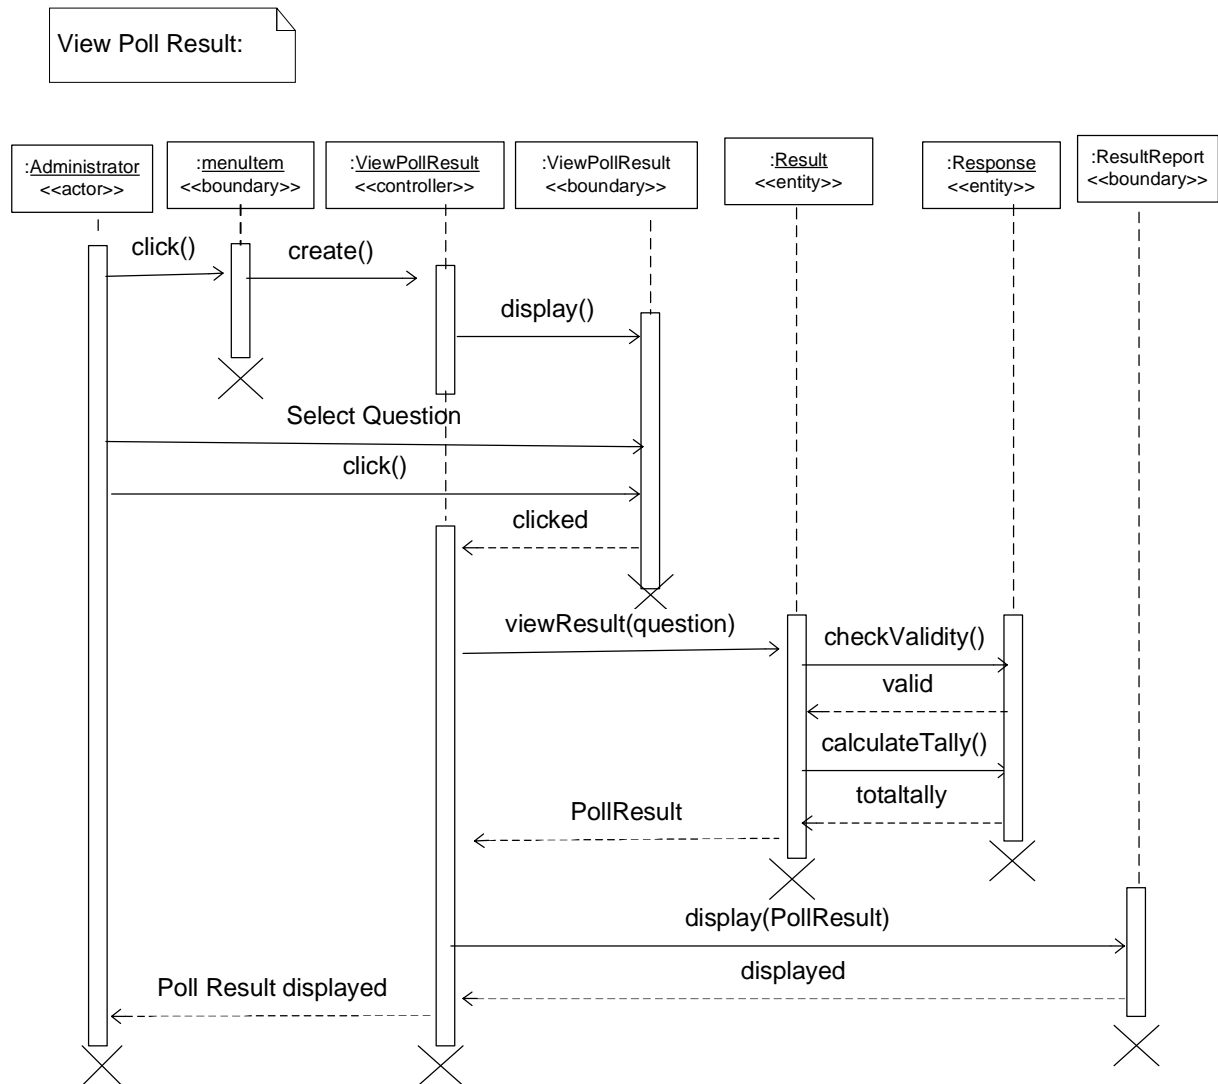 View Poll Result:
:Administrator
<<actor>>
:menuItem
<<boundary>>
:ViewPollResult
<<controller>>
:ViewPollResult
<<boundary>>
:Result
<<entity>>
:Response
<<entity>>
:ResultReport
<<boundary>>
click()
create()
display()
Select Question
click()
clicked
viewResult(question)
checkValidity()
valid
calculateTally()
totaltally
PollResult
display(PollResult)
displayed
Poll Result displayed